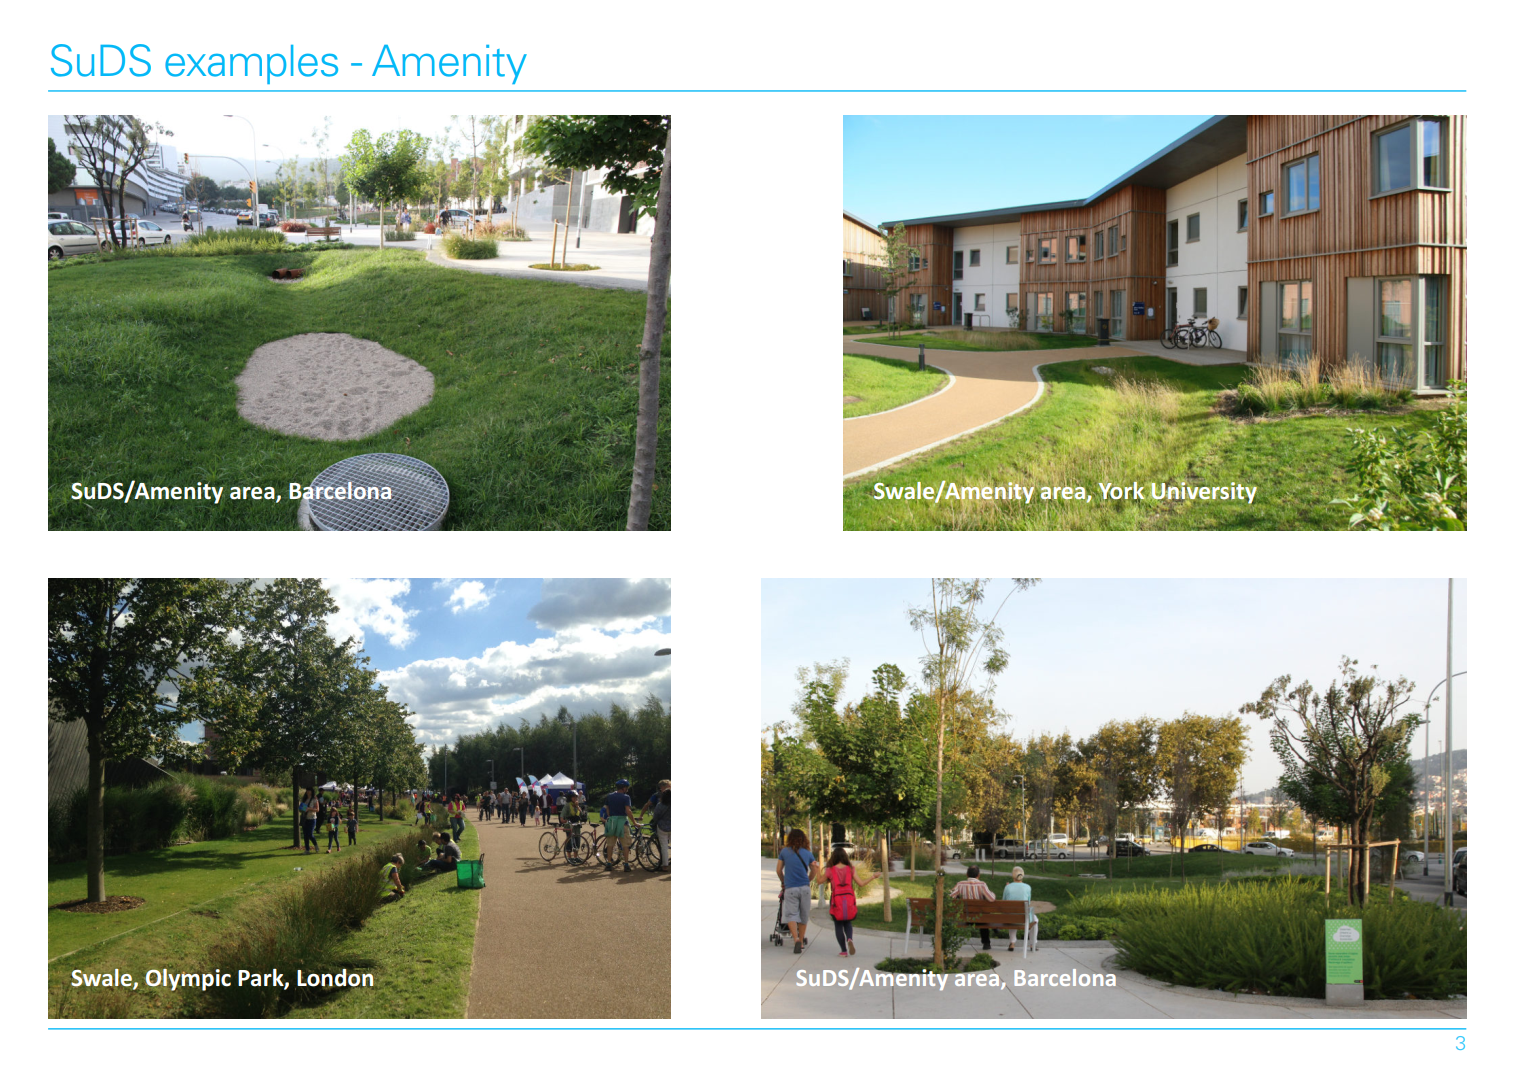 SuDS examples - Amenity
SuDS/Amenity area, Barcelona
Swale/Amenity area, York University
Swale, Olympic Park, London
SuDS/Amenity area, Barcelona
3